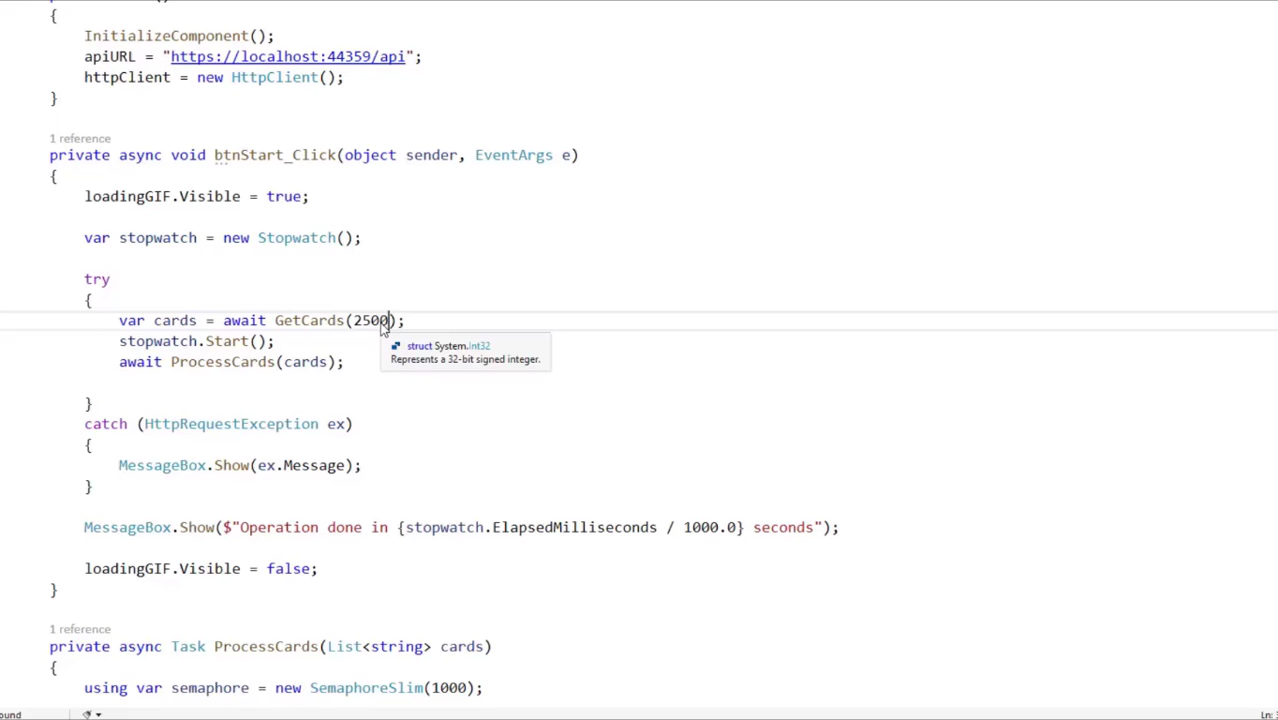 {
InitializeComponent();
apiURL = "https://localhost:44359/api";
httpClient = new HttpClient();
}
1 reference
private async void btnStart_Click(object sender, EventArgs e)
{
loadingGIF.Visible = true;
var stopwatch = new Stopwatch();
try
{
var cards = await GetCards(2500);
stopwatch.Start();
struct System.Int32
Represents a 32-bit signed integer.
await ProcessCards(cards);
}
catch (HttpRequestException ex)
{
MessageBox.Show(ex.Message);
}
MessageBox.Show($"Operation done in {stopwatch.ElapsedMilliseconds / 1000.0} seconds");
loadingGIF.Visible = false;
}
1 reference
private async Task ProcessCards(List<string> cards)
{
using var semaphore = new SemaphoreSlim(1000);
Ln: